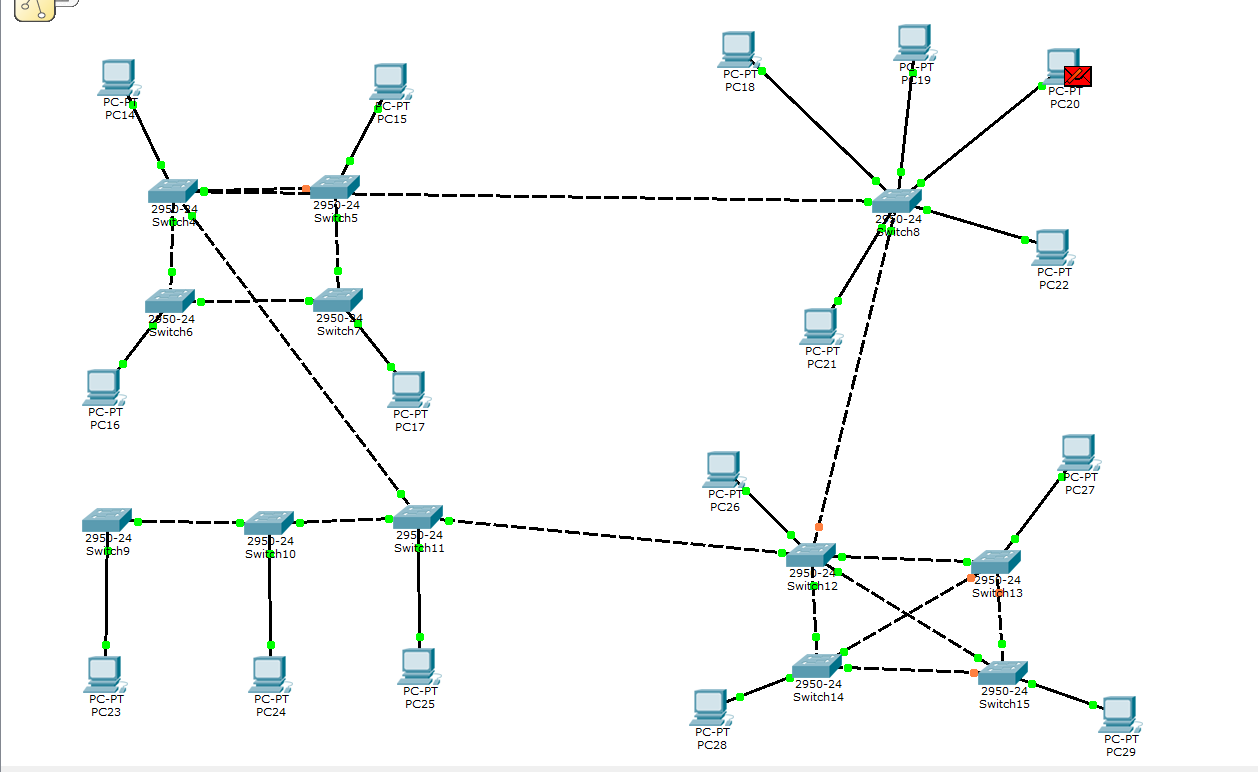 PC-PT
PC14
PC-PT
PC15
PC-PT
PC18
PC-PT
PC19
PC-PT
PC20
2950-24
Switch4
2950-24
Switch5
2950-24
Switch8
PC-PT
PC22
2950-24
Switch6
2950-24
Switch7
PC-PT
PC21
PC-PT
PC16
PC-PT
PC17
PC-PT
PC26
PC-PT
PC27
2950-24
Switch9
2950-24
Switch10
2950-24
Switch11
2950-24
Switch12
2950-24
Switch13
PC-PT
PC23
PC-PT
PC24
PC-PT
PC25
2950-24
Switch14
2950-24
Switch15
PC-PT
PC28
PC-PT
PC29